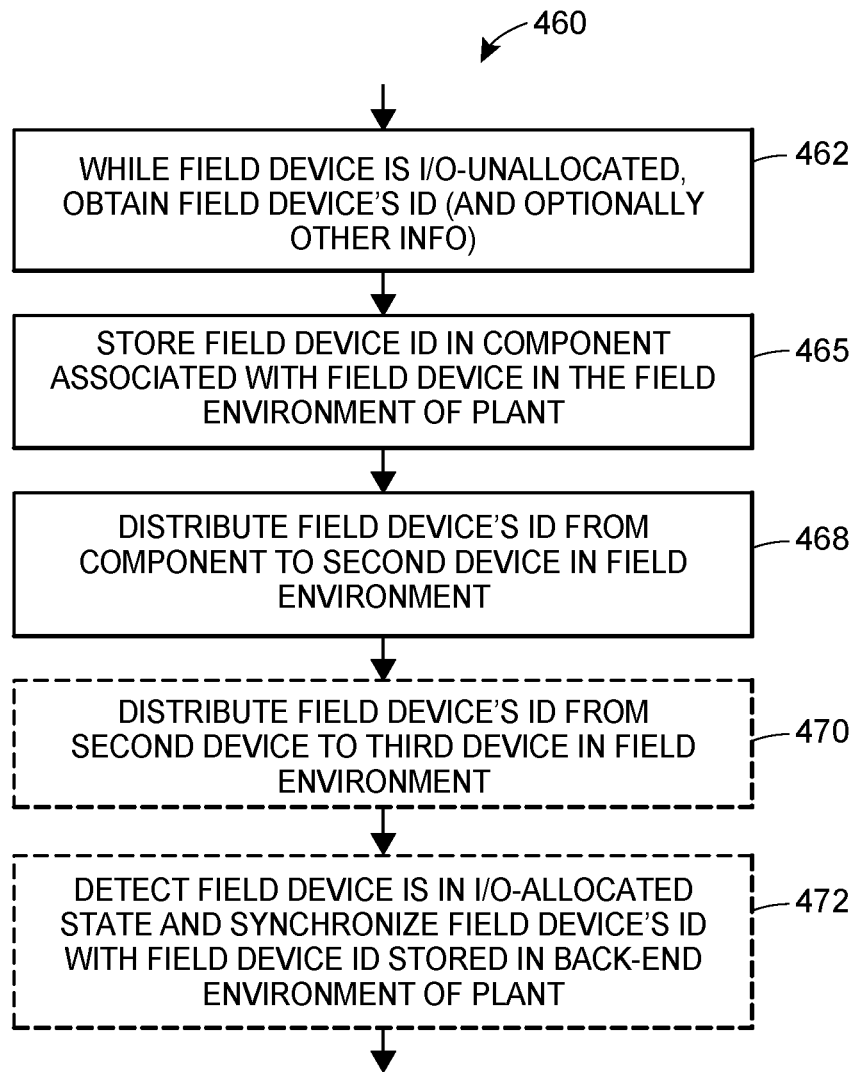 460
WHILE FIELD DEVICE IS I/O-UNALLOCATED,
OBTAIN FIELD DEVICE'S ID (AND OPTIONALLY
OTHER INFO)
462
STORE FIELD DEVICE ID IN COMPONENT
ASSOCIATED WITH FIELD DEVICE IN THE FIELD
ENVIRONMENT OF PLANT
465
DISTRIBUTE FIELD DEVICE'S ID FROM
COMPONENT TO SECOND DEVICE IN FIELD
ENVIRONMENT
468
DISTRIBUTE FIELD DEVICE'S ID FROM
SECOND DEVICE TO THIRD DEVICE IN FIELD
ENVIRONMENT
470
DETECT FIELD DEVICE IS IN I/O-ALLOCATED
STATE AND SYNCHRONIZE FIELD DEVICE'S ID
WITH FIELD DEVICE ID STORED IN BACK-END
ENVIRONMENT OF PLANT
472